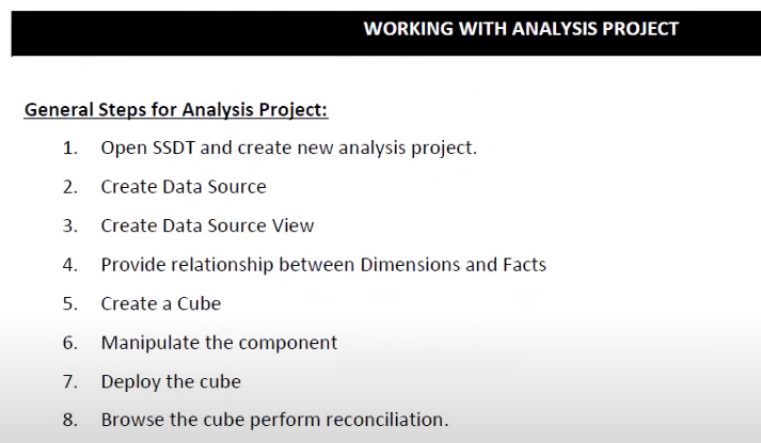 WORKING WITH ANALYSIS PROJECT
General Steps for Analysis Project:
1. Open SSDT and create new analysis project.
2. Create Data Source
3. Create Data Source View
4. Provide relationship between Dimensions and Facts
5. Create a Cube
6. Manipulate the component
7. Deploy the cube
8. Browse the cube perform reconciliation.